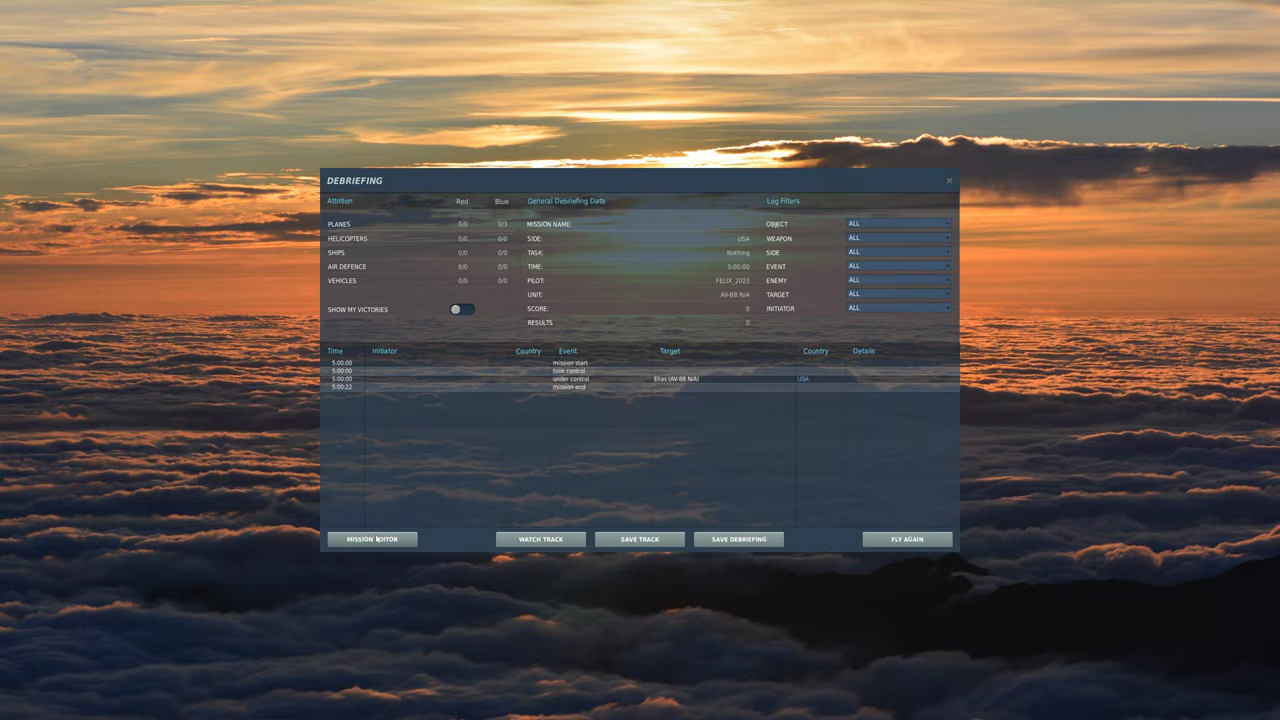 DEBRIEFING
Attrition Red Blue General Debriefing Data Log Filters
PLANES 0/0 0/3 MISSION NAME: OBJECT ALL
HELICOPTERS 0/0 0/0 SIDE: USA WEAPON ALL
SHIPS 0/0 0/0 TASK: Nothing SIDE ALL
AIR DEFENCE 0/0 0/0 TIME: 5:00:00 EVENT ALL
VEHICLES 0/0 0/0 PILOT: FELIX_2023 ENEMY ALL
UNIT: AV-8B N/A TARGET ALL
SHOW MY VICTORIES SCORE: 0 INITIATOR ALL
RESULTS 0
Time Initiator Country Event Target Country Details
5:00:00 mission start
5:00:00 took control
5:00:00 under control Elias (AV-8B N/A) USA
5:00:22 mission end
MISSION EDITOR WATCH TRACK SAVE TRACK SAVE DEBRIEFING FLY AGAIN